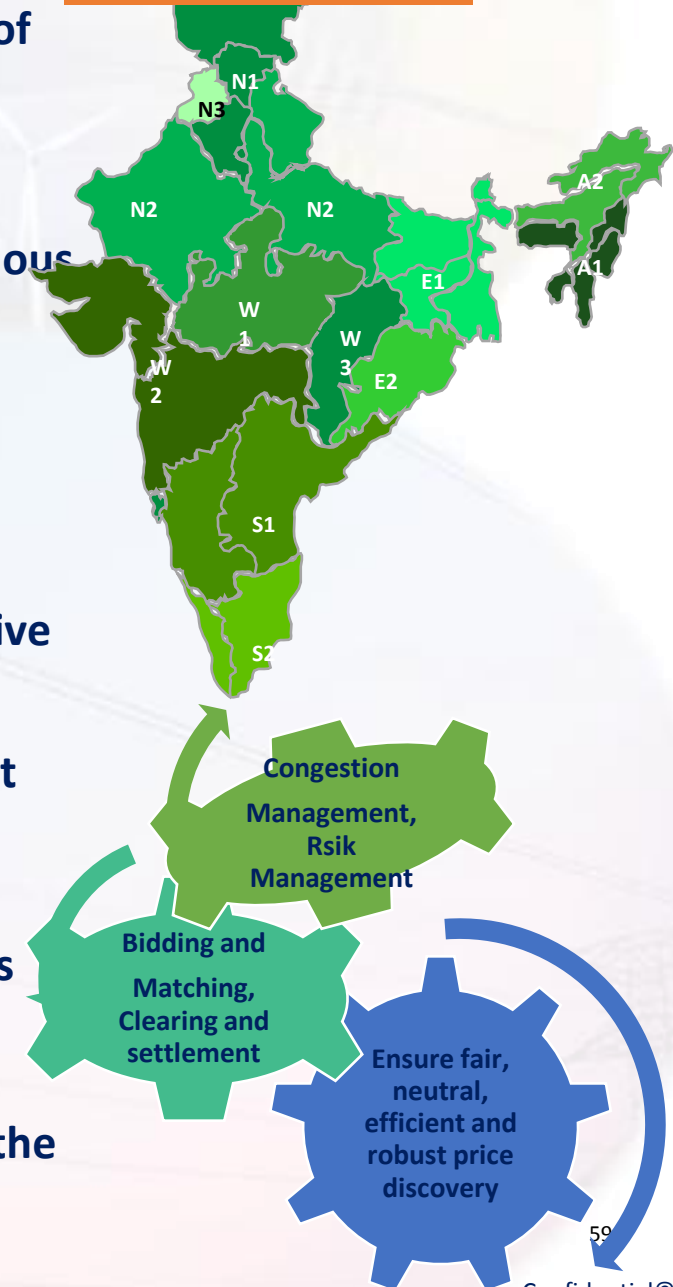 of
N1
N3
A2
N2
N2
ious
A1
E1
W
1
W
3
W
2
E2
S1
ive
S2
t
Congestion
Management,
Rsik
Management
Bidding and
s
Matching,
Clearing and
settlement
Ensure fair,
neutral,
efficient and
robust price
discovery
the
59